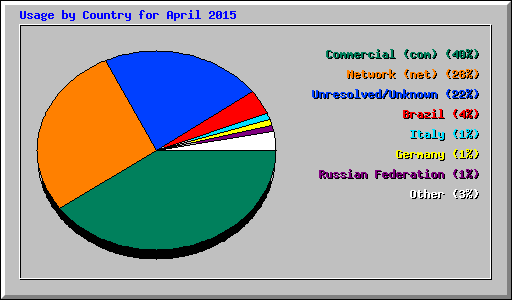 Usage by Country for April 2015
Commercial (com) (40%)
Network (net) (28%)
Unresolved/Unknown (22%)
Brazil (4%)
Italy (1%)
Germany (1%)
Russian Federation (1%)
Other (3%)